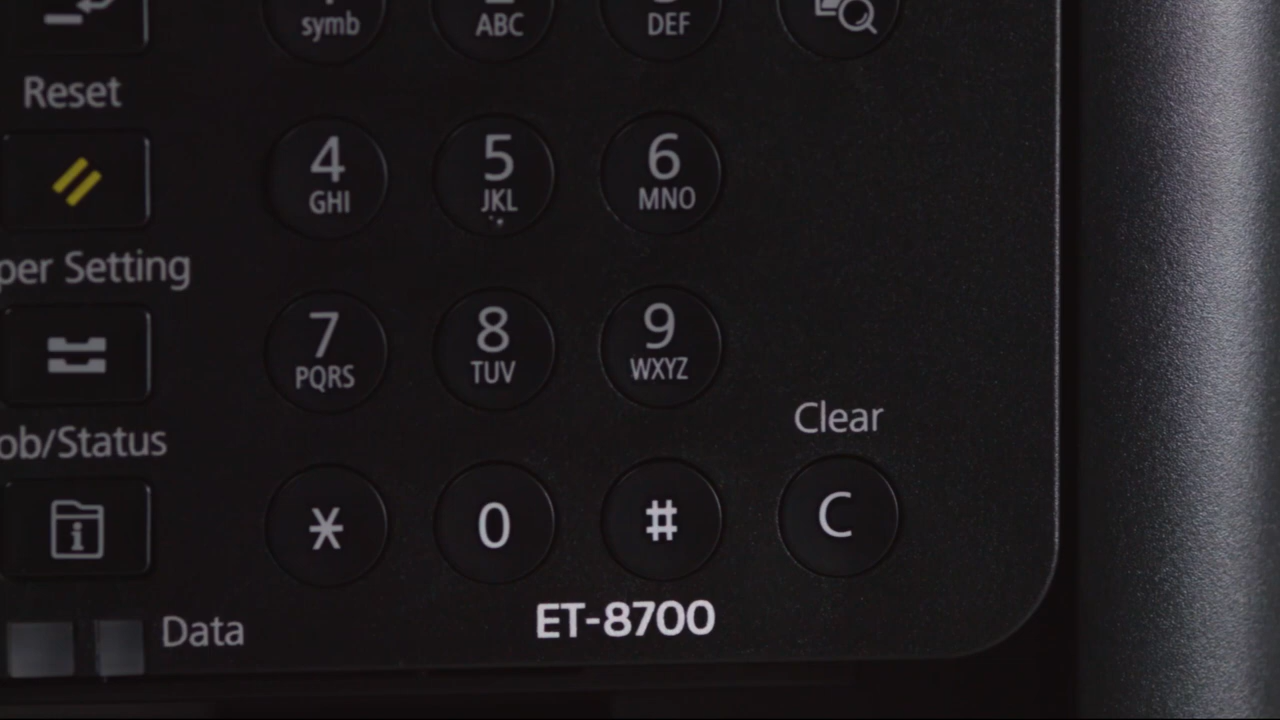 symb ABC DEF
Reset
4 5 6
GHI JKL MNO
per Setting
7 8 9
PQRS TUV WXYZ
Clear
ob/Status
* 0 # C
ET-8700
Data